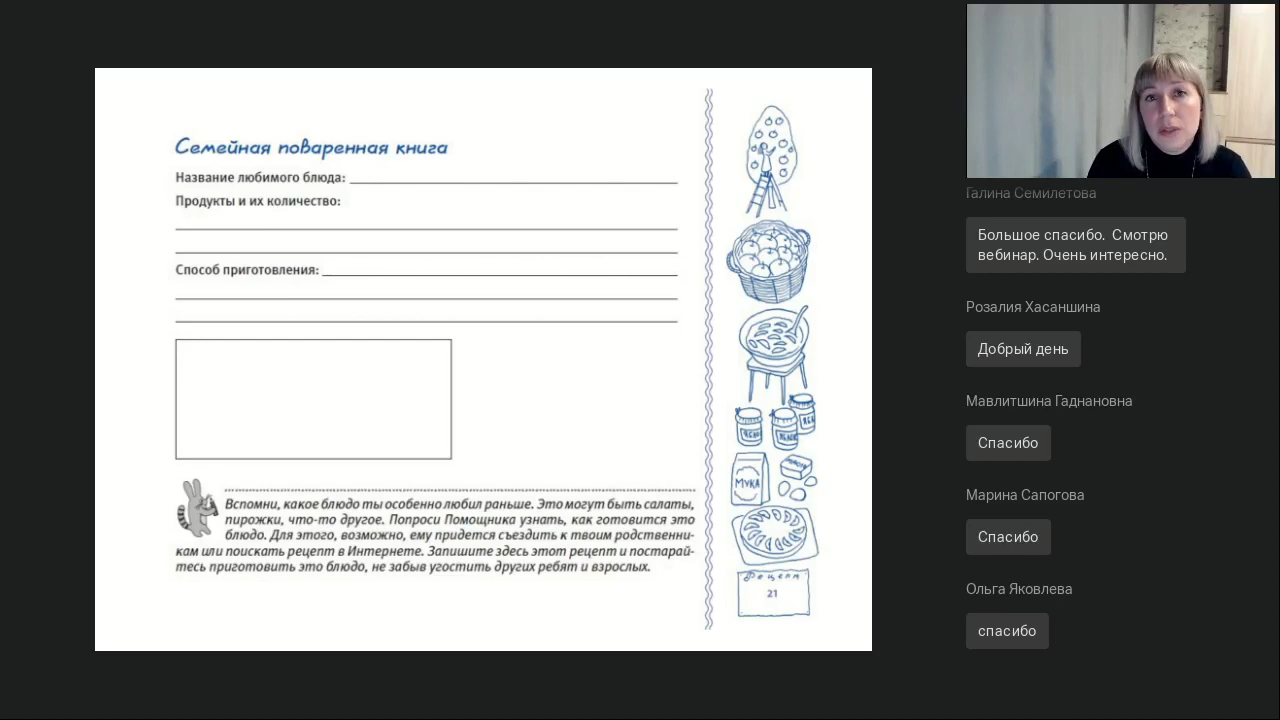 Семейная поваренная книга
Название любимого блюда:
Продукты и их количество:
Способ приготовления:
Вспомни, какое блюдо ты особенно любил раньше. Это могут быть салаты,
пирожки, что-то другое. Попроси Помощника узнать, как готовится это
блюдо. Для этого, возможно, ему придется съездить к твоим родственни-
кам или поискать рецепт в Интернете. Запишите здесь этот рецепт и постарай-
тесь приготовить это блюдо, не забыв угостить других ребят и взрослых.
МУКА
Рецепт
21
Галина Семилетова
Большое спасибо. Смотрю
вебинар. Очень интересно.
Розалия Хасаншина
Добрый день
Мавлитшина Гаднановна
Спасибо
Марина Сапогова
Спасибо
Ольга Яковлева
спасибо